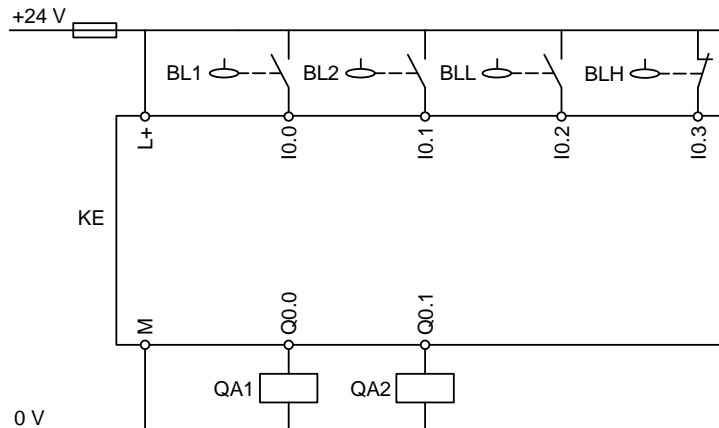 +24 V
BL1
BL2
BLL
BLH
L+
I0.0
I0.1
I0.2
I0.3
KE
M
Q0.0
Q0.1
QA1
QA2
0 V